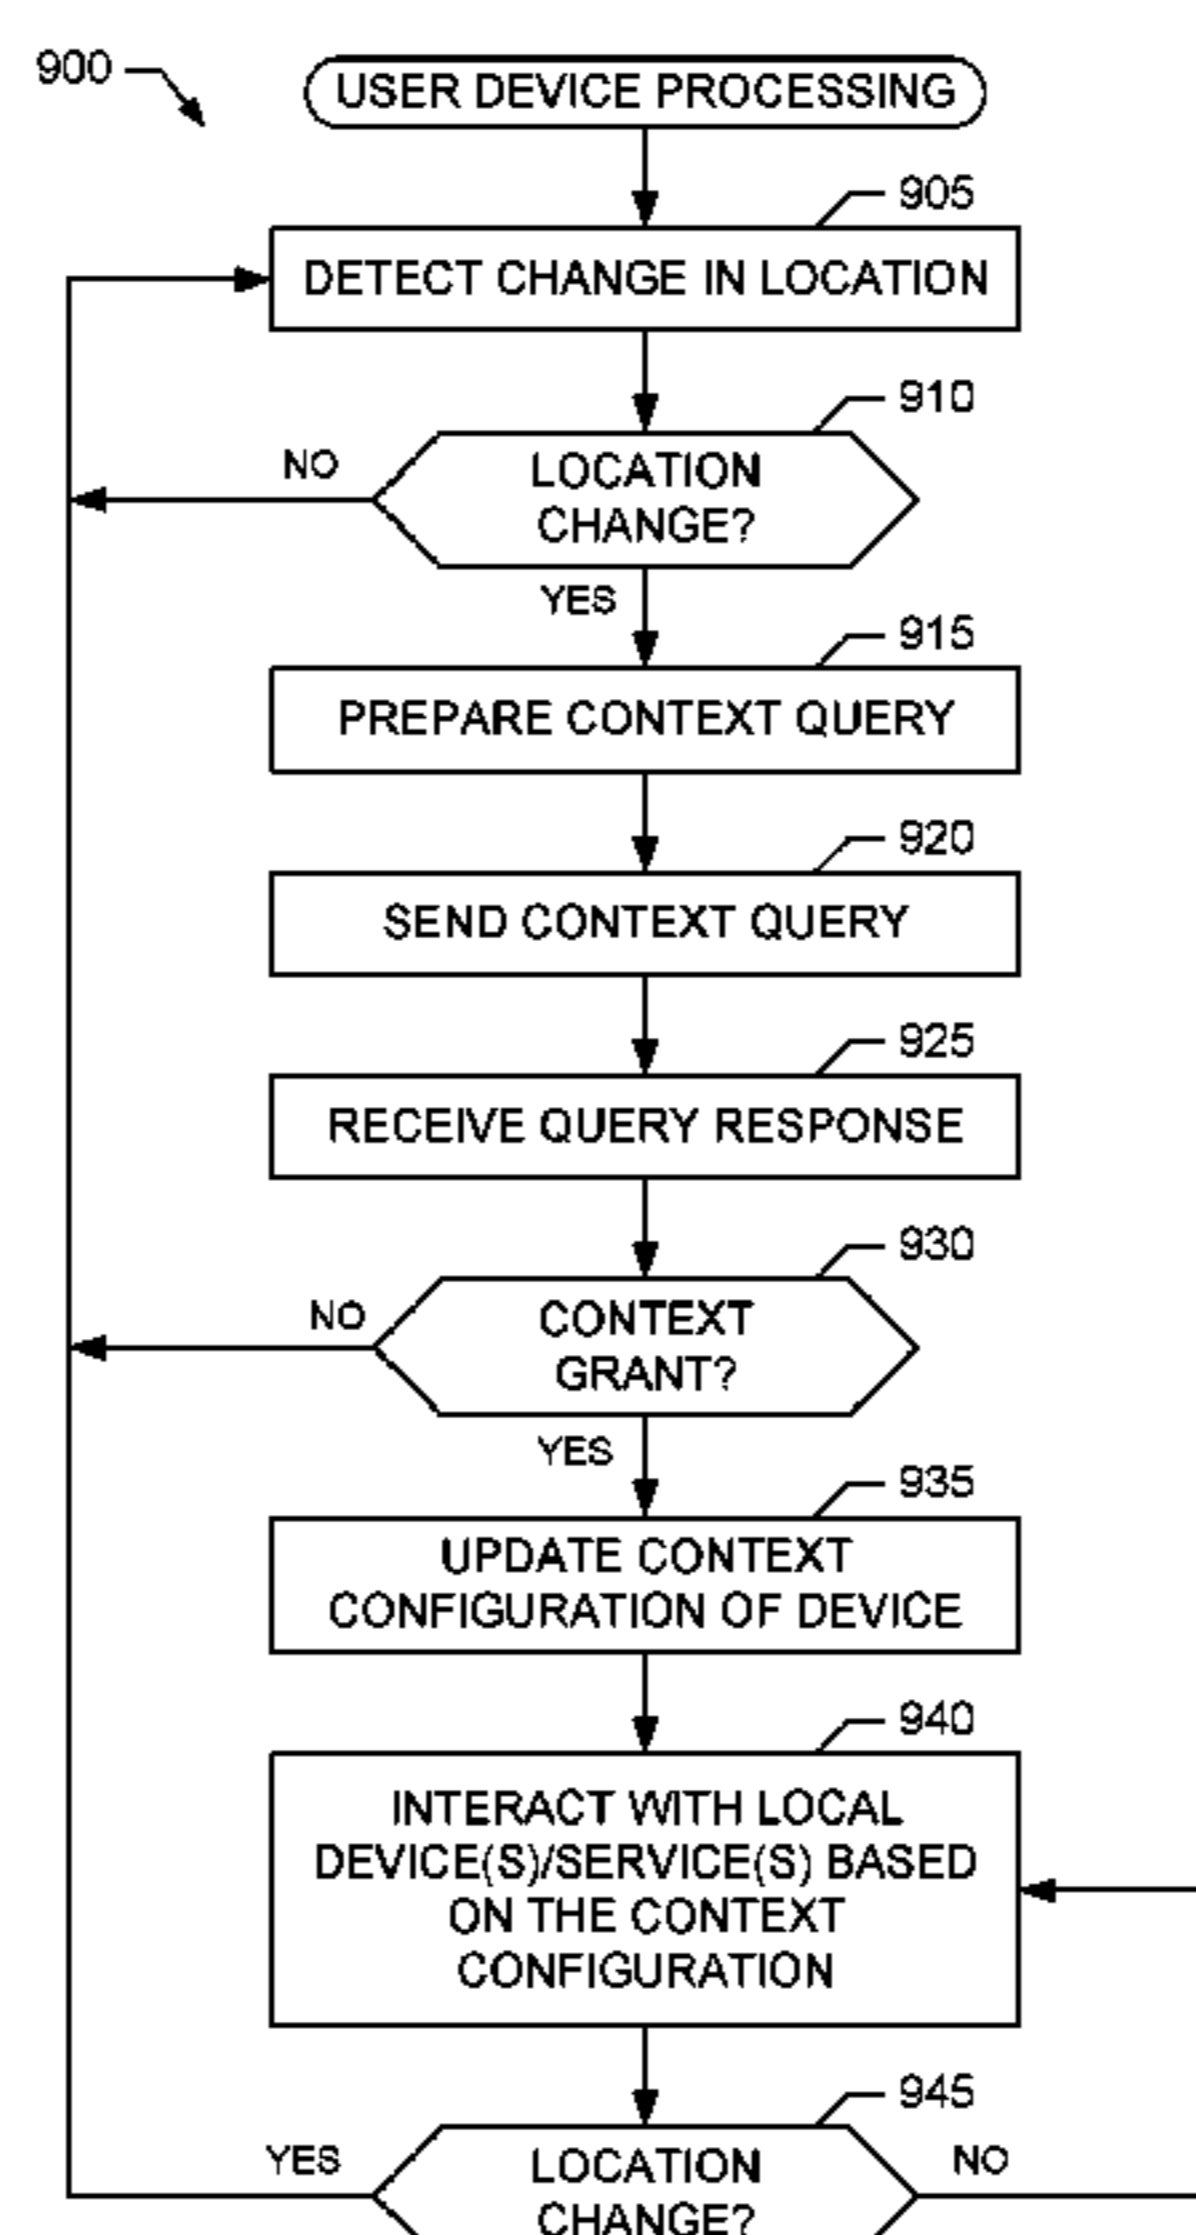 900
USER DEVICE PROCESSING
905
DETECT CHANGE IN LOCATION
910
NO
LOCATION
CHANGE?
YES
915
PREPARE CONTEXT QUERY
920
SEND CONTEXT QUERY
925
RECEIVE QUERY RESPONSE
930
NO
CONTEXT
GRANT?
YES
935
UPDATE CONTEXT
CONFIGURATION OF DEVICE
940
INTERACT WITH LOCAL
DEVICE(S)/SERVICE(S) BASED
ON THE CONTEXT
CONFIGURATION
945
YES
LOCATION
CHANGE?
NO